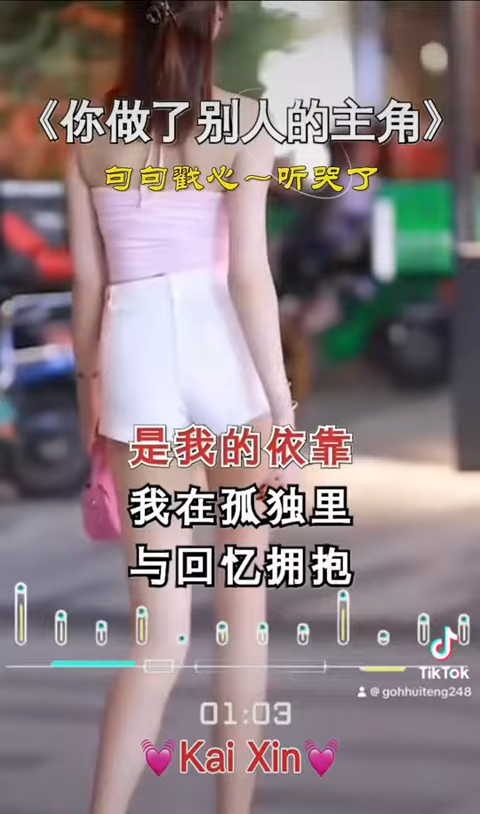 《你做了别人的主角》
句句戳心～听哭了
是我的依靠
我在孤独里
与回忆拥抱
TikTok
@gohhuiteng248
01:03
Kai Xin